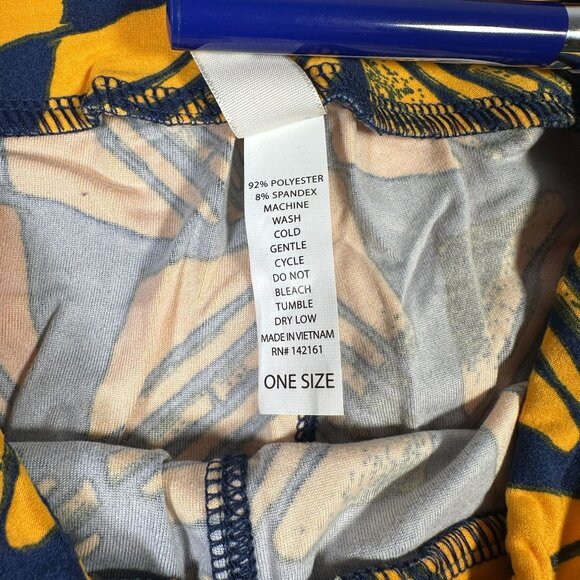 92% POLYESTER
8% SPANDEX
MACHINE
WASH
COLD
GENTLE
CYCLE
DO NOT
BLEACH
TUMBLE
DRY LOW
MADE IN VIETNAM
RN# 142161
ONE SIZE